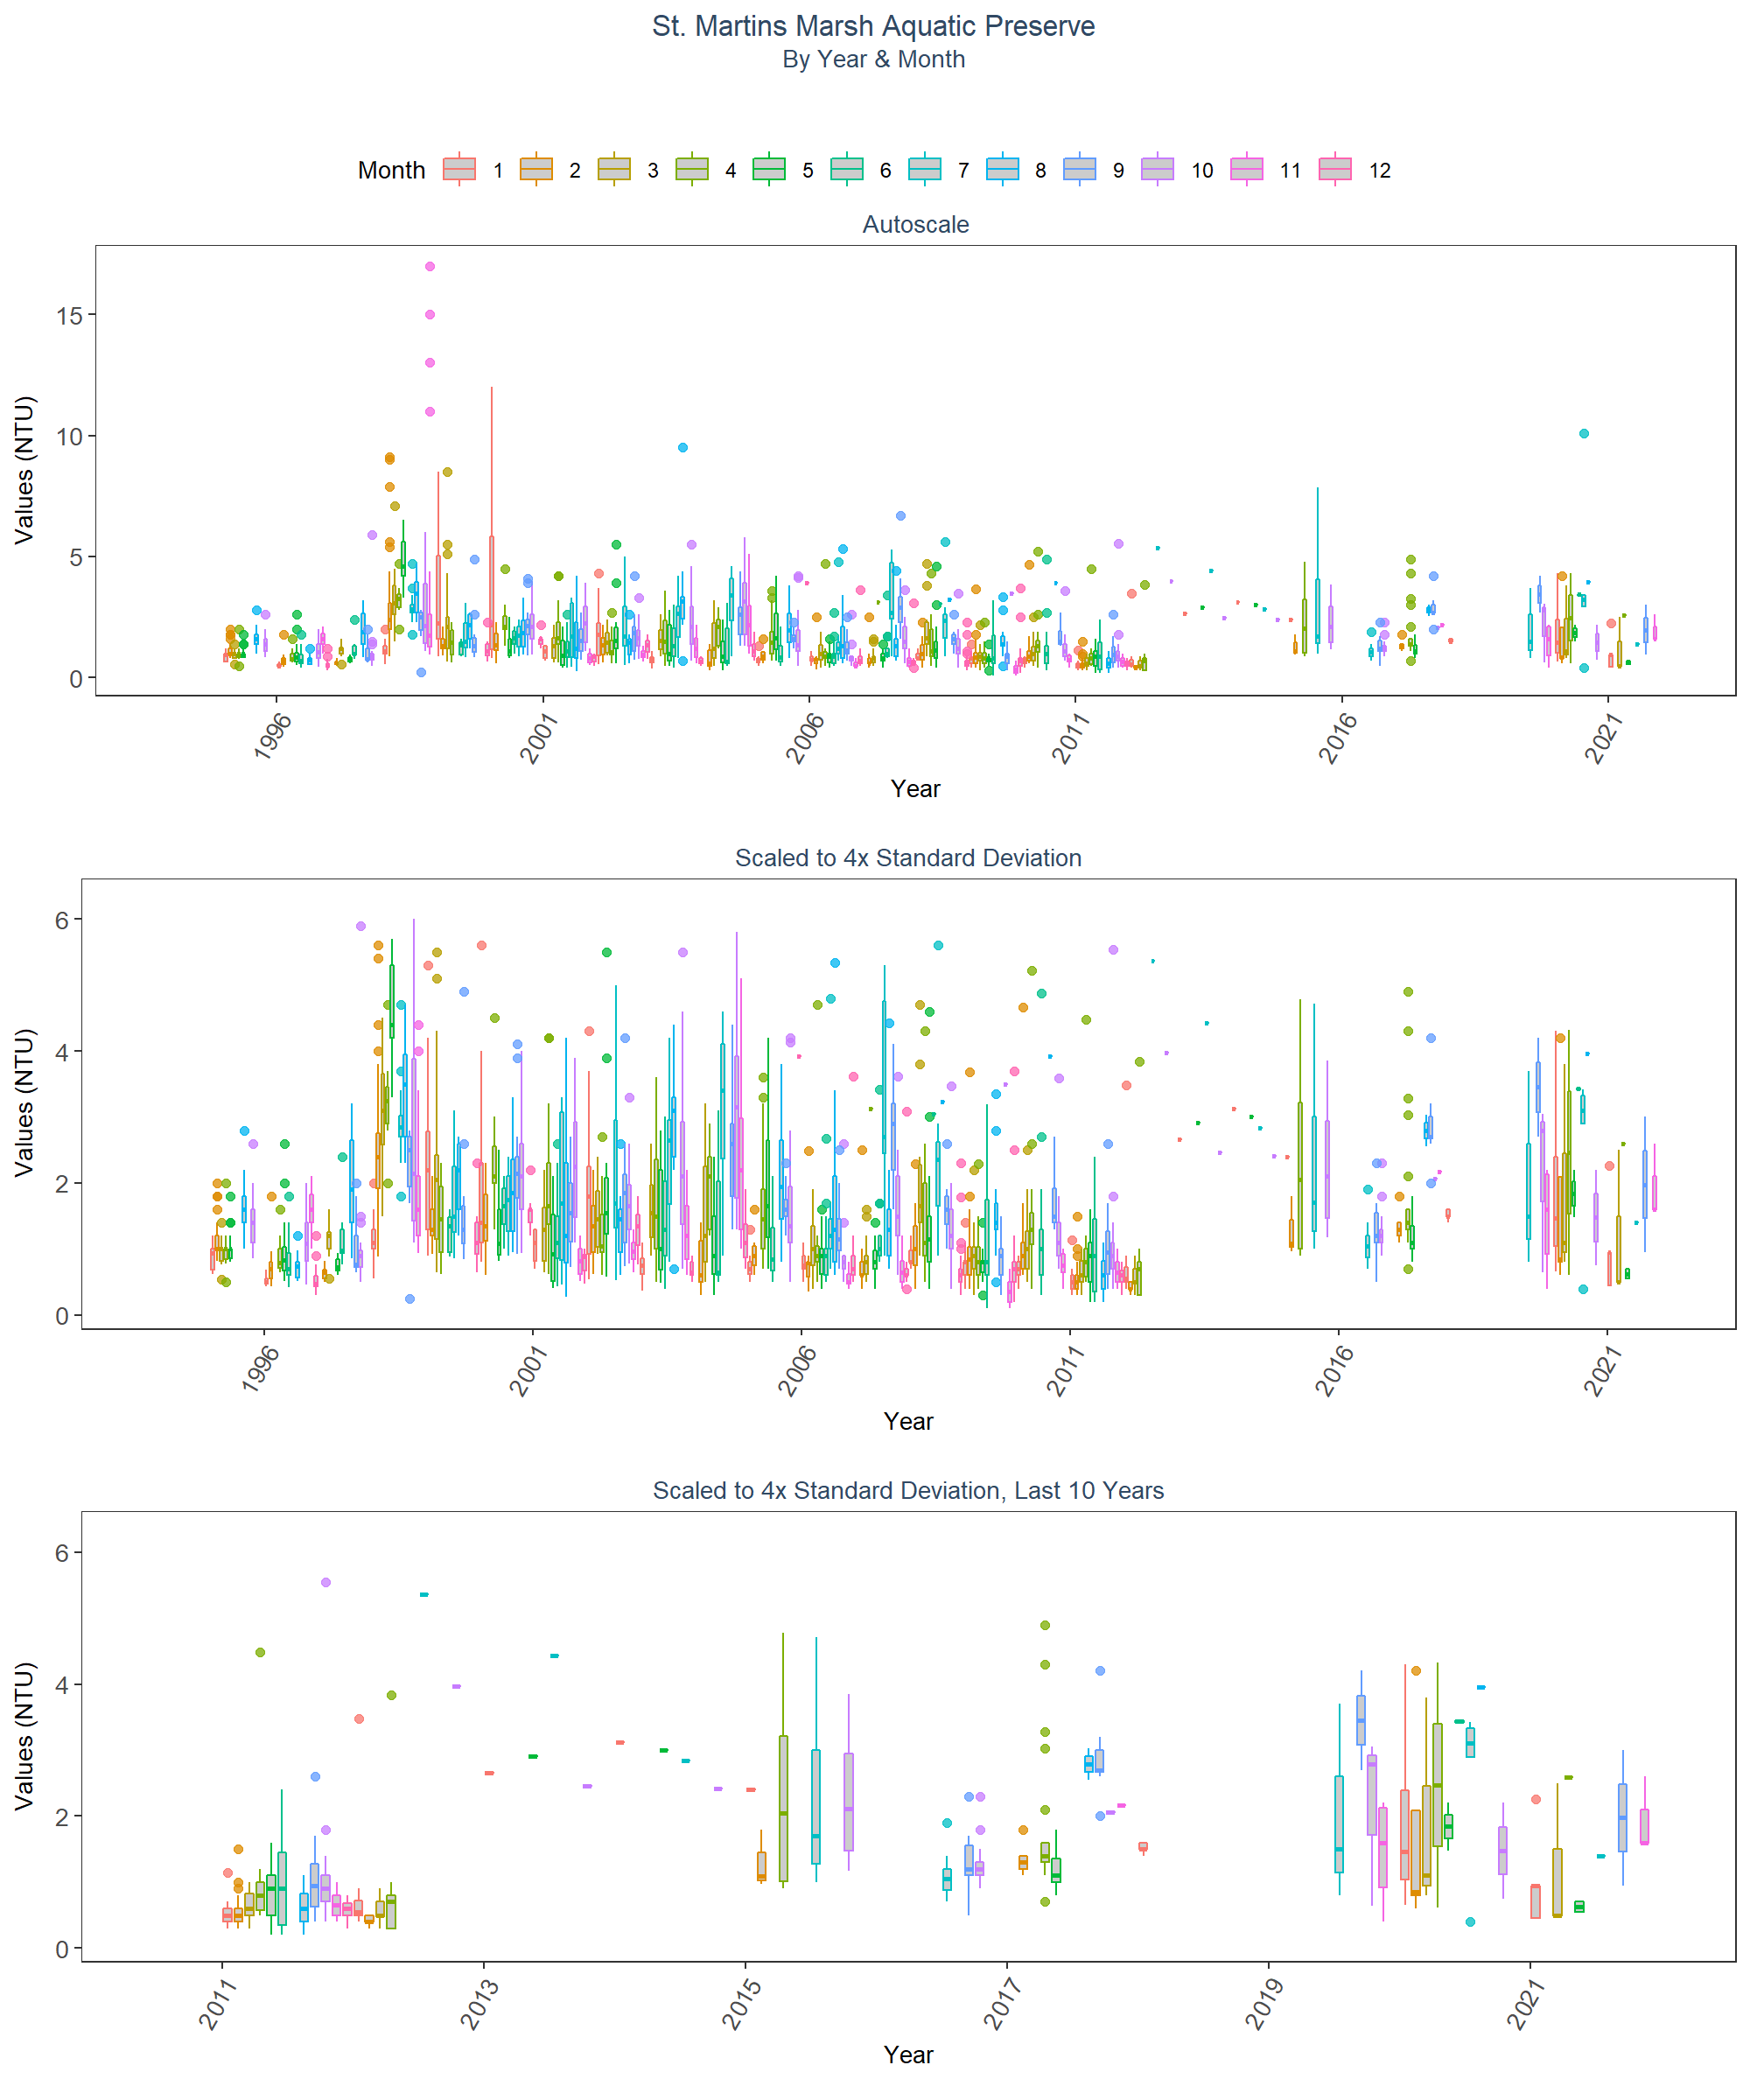 St. Martins Marsh Aquatic Preserve
By Year & Month
Month 1 2 3 4 5 6 7 8 9 10 11 12
Autoscale
Values (NTU)
15
10
5
0
1996 2001 2006 2011 2016 2021
Year
Scaled to 4x Standard Deviation
Values (NTU)
6
4
2
0
1996 2001 2006 2011 2016 2021
Year
Scaled to 4x Standard Deviation, Last 10 Years
Values (NTU)
6
4
2
0
2011 2013 2015 2017 2019 2021
Year